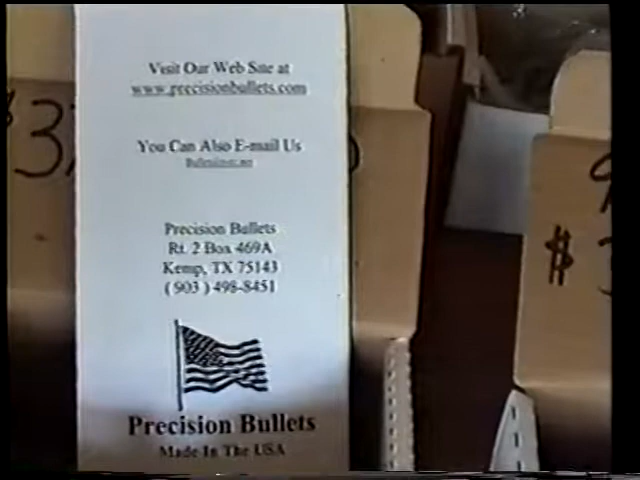 Visit Our Web Site at
www.precisionbullets.com
You Can Also E-mail Us
Precision Bullets
Rt. 2 Box 469A
Kemp, TX 75143
( 903 ) 498-8451
Precision Bullets
Made In The USA
$3
$